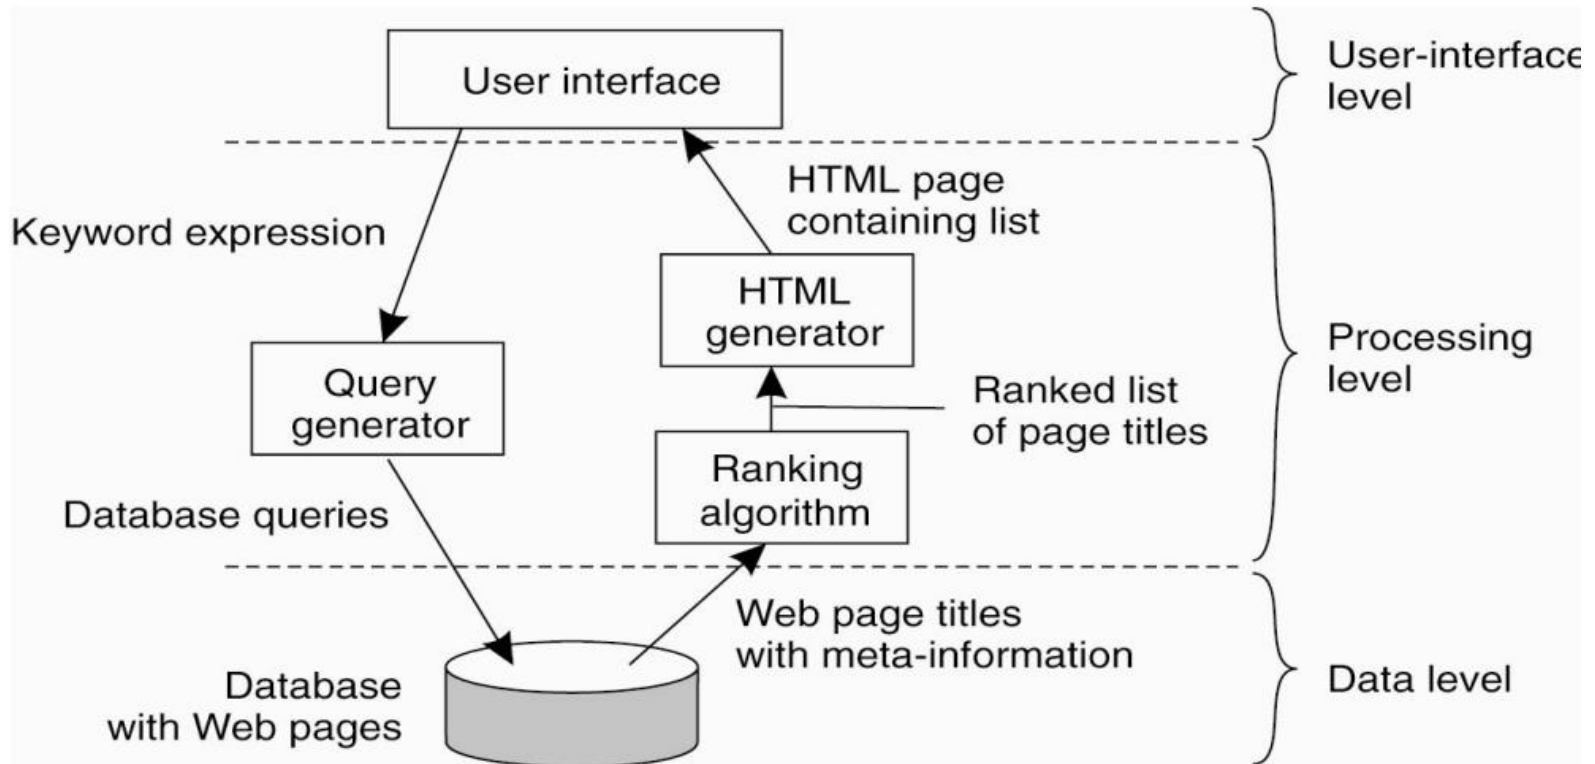 User interface
User-interface
level
HTML page
containing list
Keyword expression
HTML
generator
Processing
level
Query
generator
Ranked list
of page titles
Ranking
algorithm
Database queries
Web page titles
with meta-information
Database
with Web pages
Data level